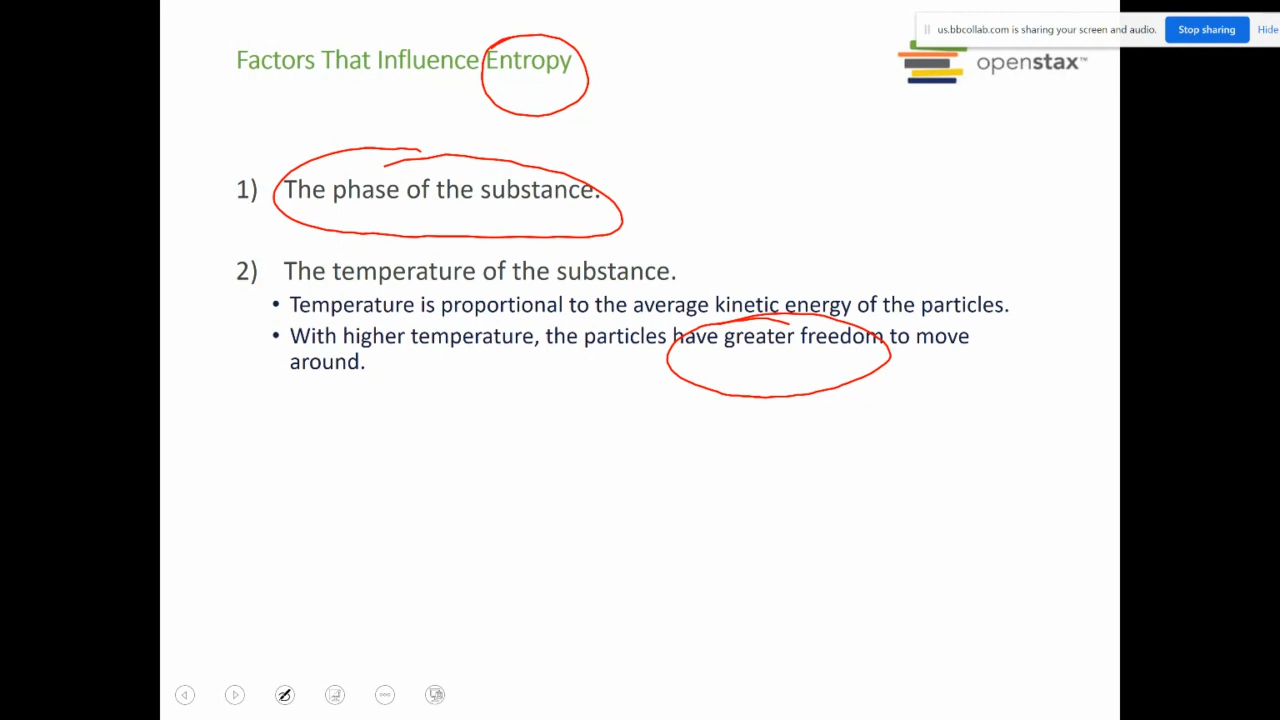 us.bbcollab.com is sharing your screen and audio. Stop sharing Hide
Factors That Influence Entropy
openstax™
1) The phase of the substance.
2) The temperature of the substance.
• Temperature is proportional to the average kinetic energy of the particles.
• With higher temperature, the particles have greater freedom to move
around.